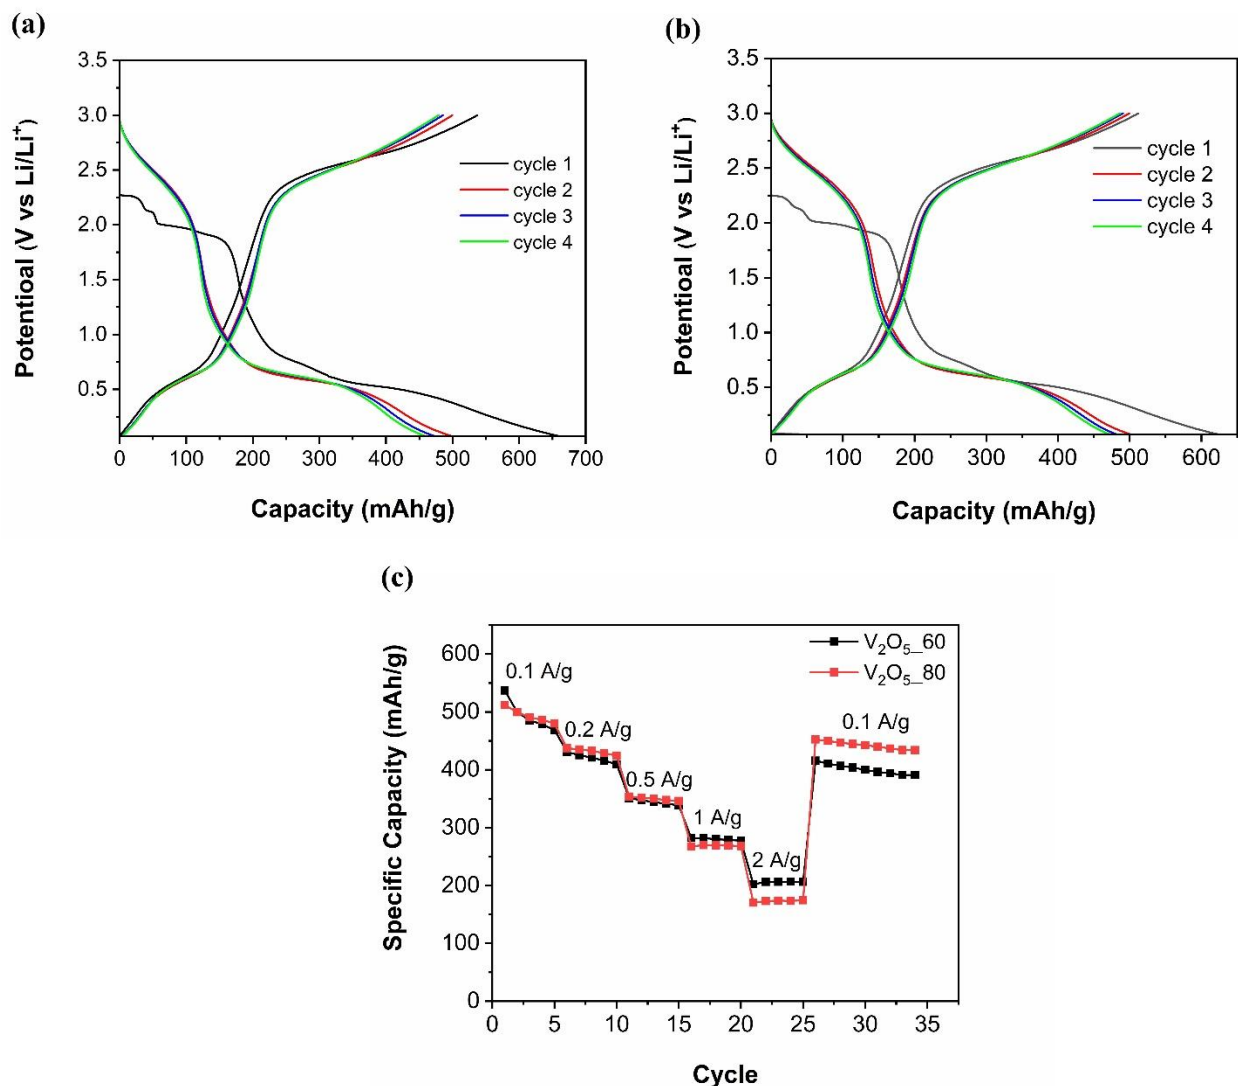 (a)
3.5
3.0
2.5
2.0
1.5
1.0
0.5
Potentioal (V vs Li/Li⁺)
cycle 1
cycle 2
cycle 3
cycle 4
0 100 200 300 400 500 600 700
Capacity (mAh/g)
(b)
3.5
3.0
2.5
2.0
1.5
1.0
0.5
Potentioal (V vs Li/Li⁺)
cycle 1
cycle 2
cycle 3
cycle 4
0 100 200 300 400 500 600
Capacity (mAh/g)
(c)
600
500
400
300
200
100
0
Specific Capacity (mAh/g)
V₂O₅_60
V₂O₅_80
0.1 A/g
0.2 A/g
0.5 A/g
1 A/g
2 A/g
0.1 A/g
0 5 10 15 20 25 30 35
Cycle